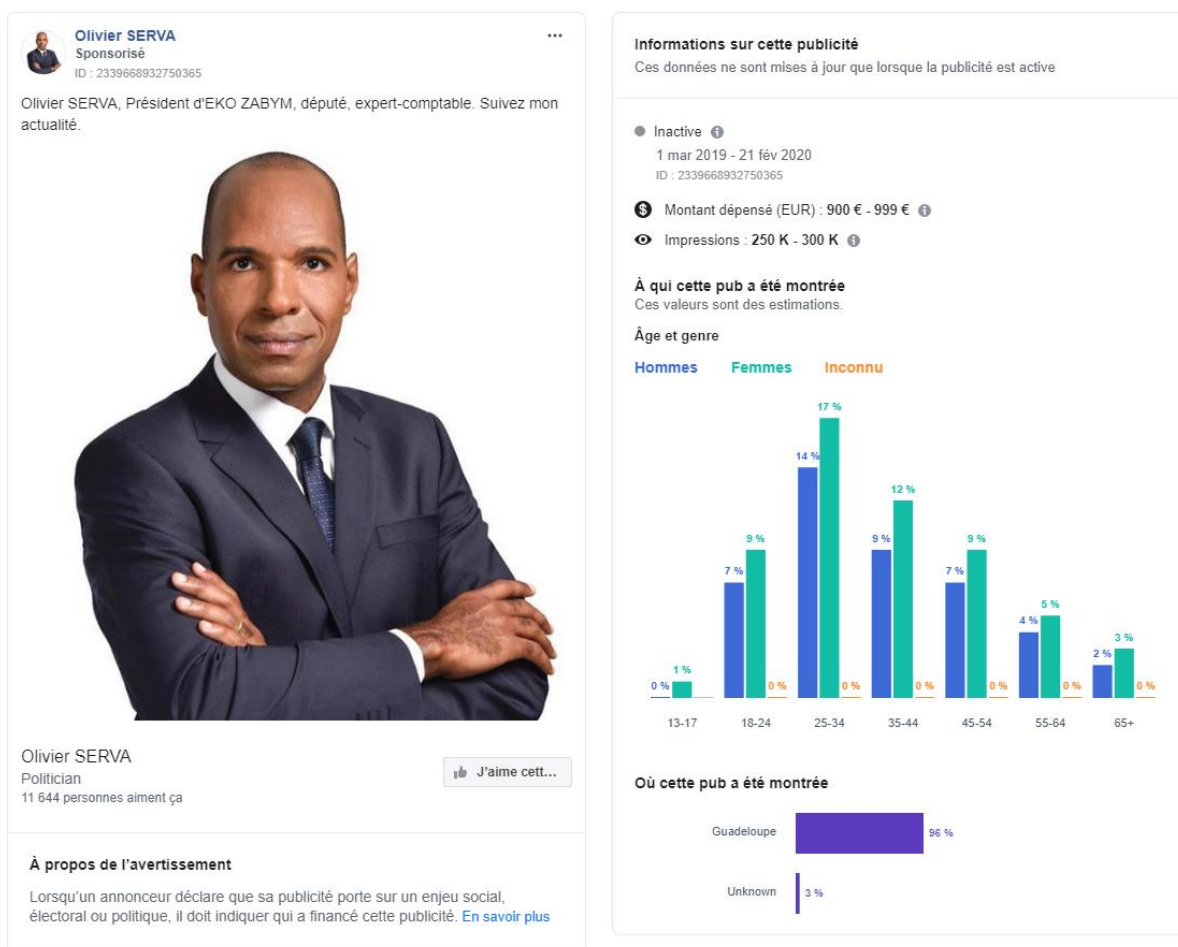 Olivier SERVA
Sponsorisé
ID : 2339668932750365
Olivier SERVA, Président d'EKO ZABYM, député, expert-comptable. Suivez mon
actualité.
Olivier SERVA
Politician
11 644 personnes aiment ça
J'aime cett...
À propos de l'avertissement
Lorsqu'un annonceur déclare que sa publicité porte sur un enjeu social,
électoral ou politique, il doit indiquer qui a financé cette publicité. En savoir plus
Informations sur cette publicité
Ces données ne sont mises à jour que lorsque la publicité est active
Inactive
1 mar 2019 - 21 fév 2020
ID : 2339668932750365
Montant dépensé (EUR) : 900 € - 999 €
Impressions : 250 K - 300 K
À qui cette pub a été montrée
Ces valeurs sont des estimations.
Âge et genre
Hommes Femmes Inconnu
17 %
14 %
12 %
9 % 9 % 9 %
7 % 7 %
5 %
4 %
3 %
2 %
1 %
0 % 0 % 0 % 0 % 0 % 0 % 0 %
13-17 18-24 25-34 35-44 45-54 55-64 65+
Où cette pub a été montrée
Guadeloupe 96 %
Unknown 3 %